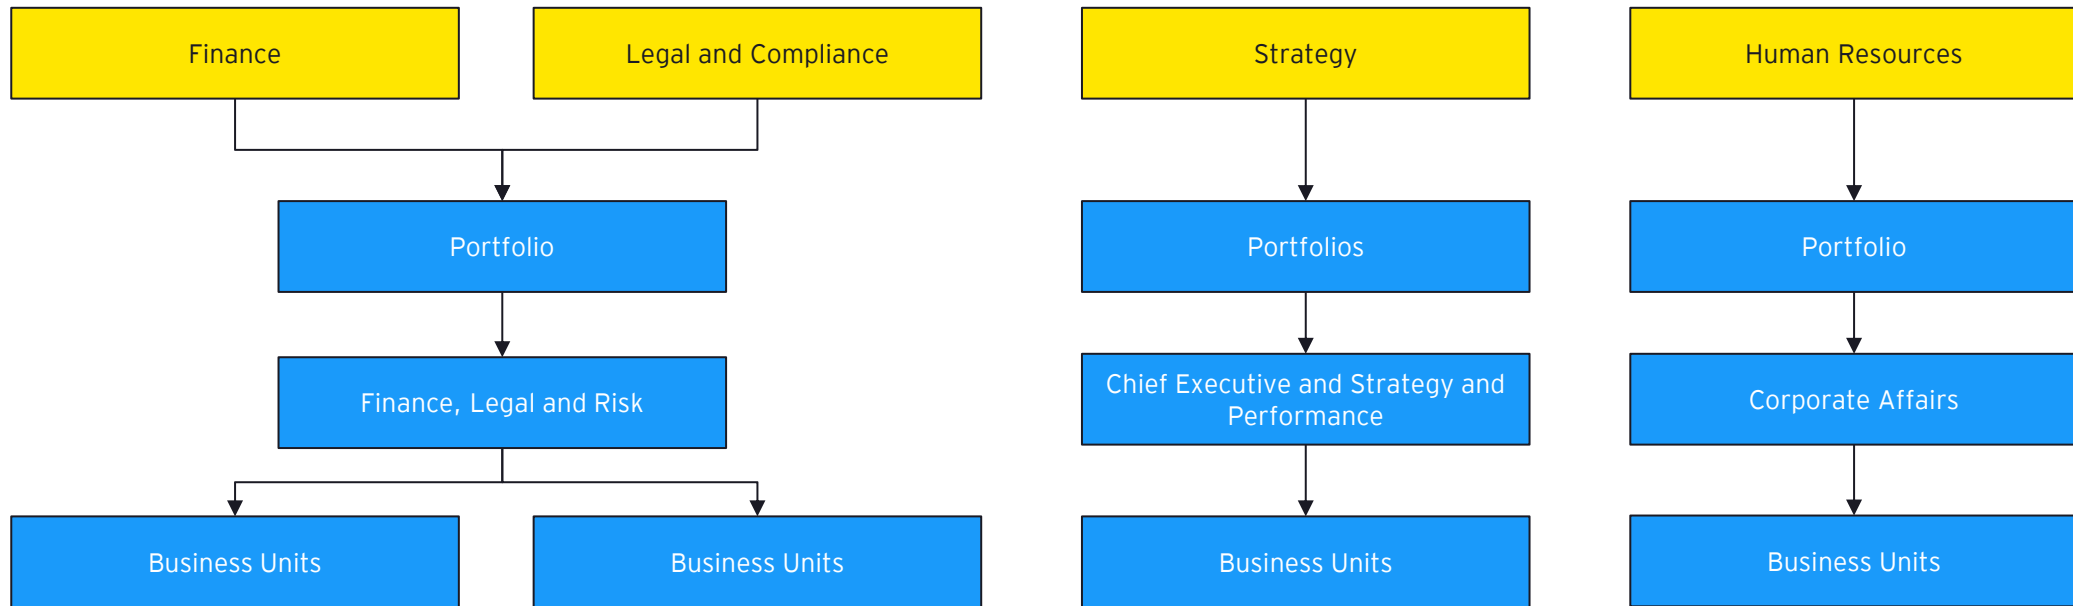 Finance
Legal and Compliance
Strategy
Human Resources
Portfolio
Portfolios
Portfolio
Finance, Legal and Risk
Chief Executive and Strategy and
Performance
Corporate Affairs
Business Units
Business Units
Business Units
Business Units